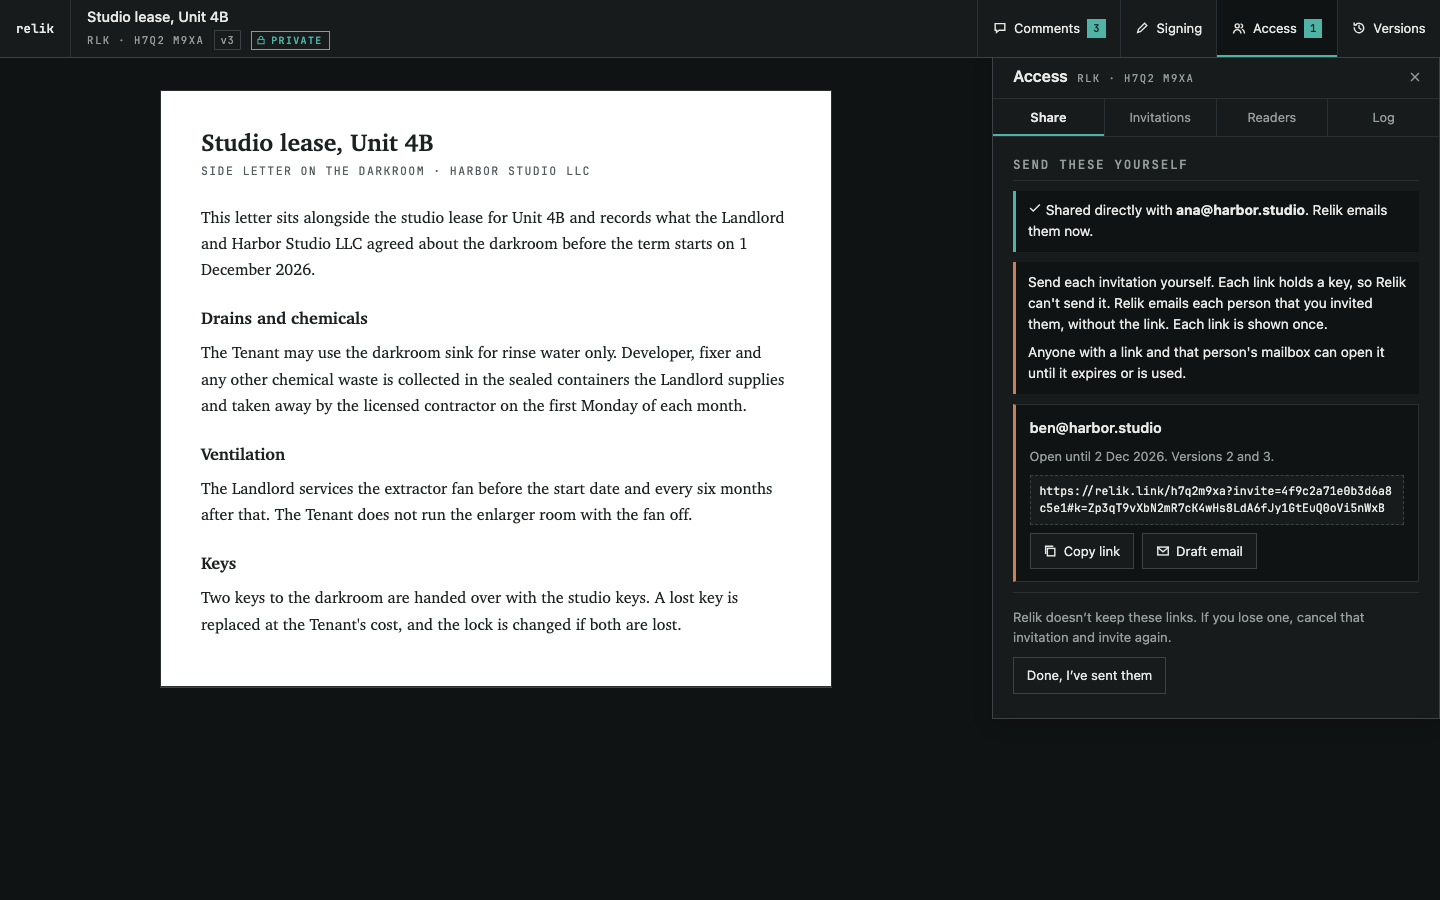 relik
Studio lease, Unit 4B
RLK · H7Q2 M9XA v3 PRIVATE
Comments 3
Signing
Access 1
Versions
Studio lease, Unit 4B
SIDE LETTER ON THE DARKROOM · HARBOR STUDIO LLC
This letter sits alongside the studio lease for Unit 4B and records what the Landlord
and Harbor Studio LLC agreed about the darkroom before the term starts on 1
December 2026.
Drains and chemicals
The Tenant may use the darkroom sink for rinse water only. Developer, fixer and
any other chemical waste is collected in the sealed containers the Landlord supplies
and taken away by the licensed contractor on the first Monday of each month.
Ventilation
The Landlord services the extractor fan before the start date and every six months
after that. The Tenant does not run the enlarger room with the fan off.
Keys
Two keys to the darkroom are handed over with the studio keys. A lost key is
replaced at the Tenant's cost, and the lock is changed if both are lost.
Access RLK · H7Q2 M9XA
Share
Invitations
Readers
Log
SEND THESE YOURSELF
Shared directly with ana@harbor.studio. Relik emails
them now.
Send each invitation yourself. Each link holds a key, so Relik
can't send it. Relik emails each person that you invited
them, without the link. Each link is shown once.
Anyone with a link and that person's mailbox can open it
until it expires or is used.
ben@harbor.studio
Open until 2 Dec 2026. Versions 2 and 3.
https://relik.link/h7q2m9xa?invite=4f9c2a71e0b3d6a8
c5e1#k=Zp3qT9vXbN2mR7cK4wHs8LdA6fJy1GtEuQ0oVi5nWxB
Copy link
Draft email
Relik doesn’t keep these links. If you lose one, cancel that
invitation and invite again.
Done, I’ve sent them